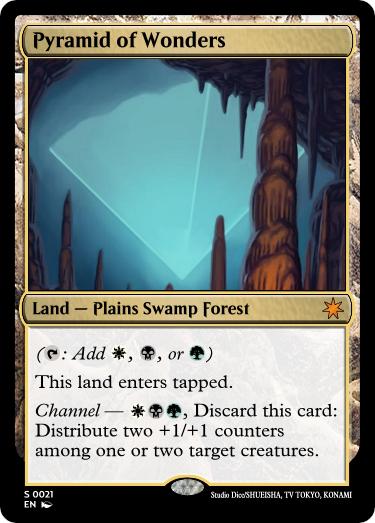 Pyramid of Wonders
Land — Plains Swamp Forest
(: Add , , or )
This land enters tapped.
Channel — , Discard this card:
Distribute two +1/+1 counters
among one or two target creatures.
S 0021
EN
Studio Dice/SHUEISHA, TV TOKYO, KONAMI